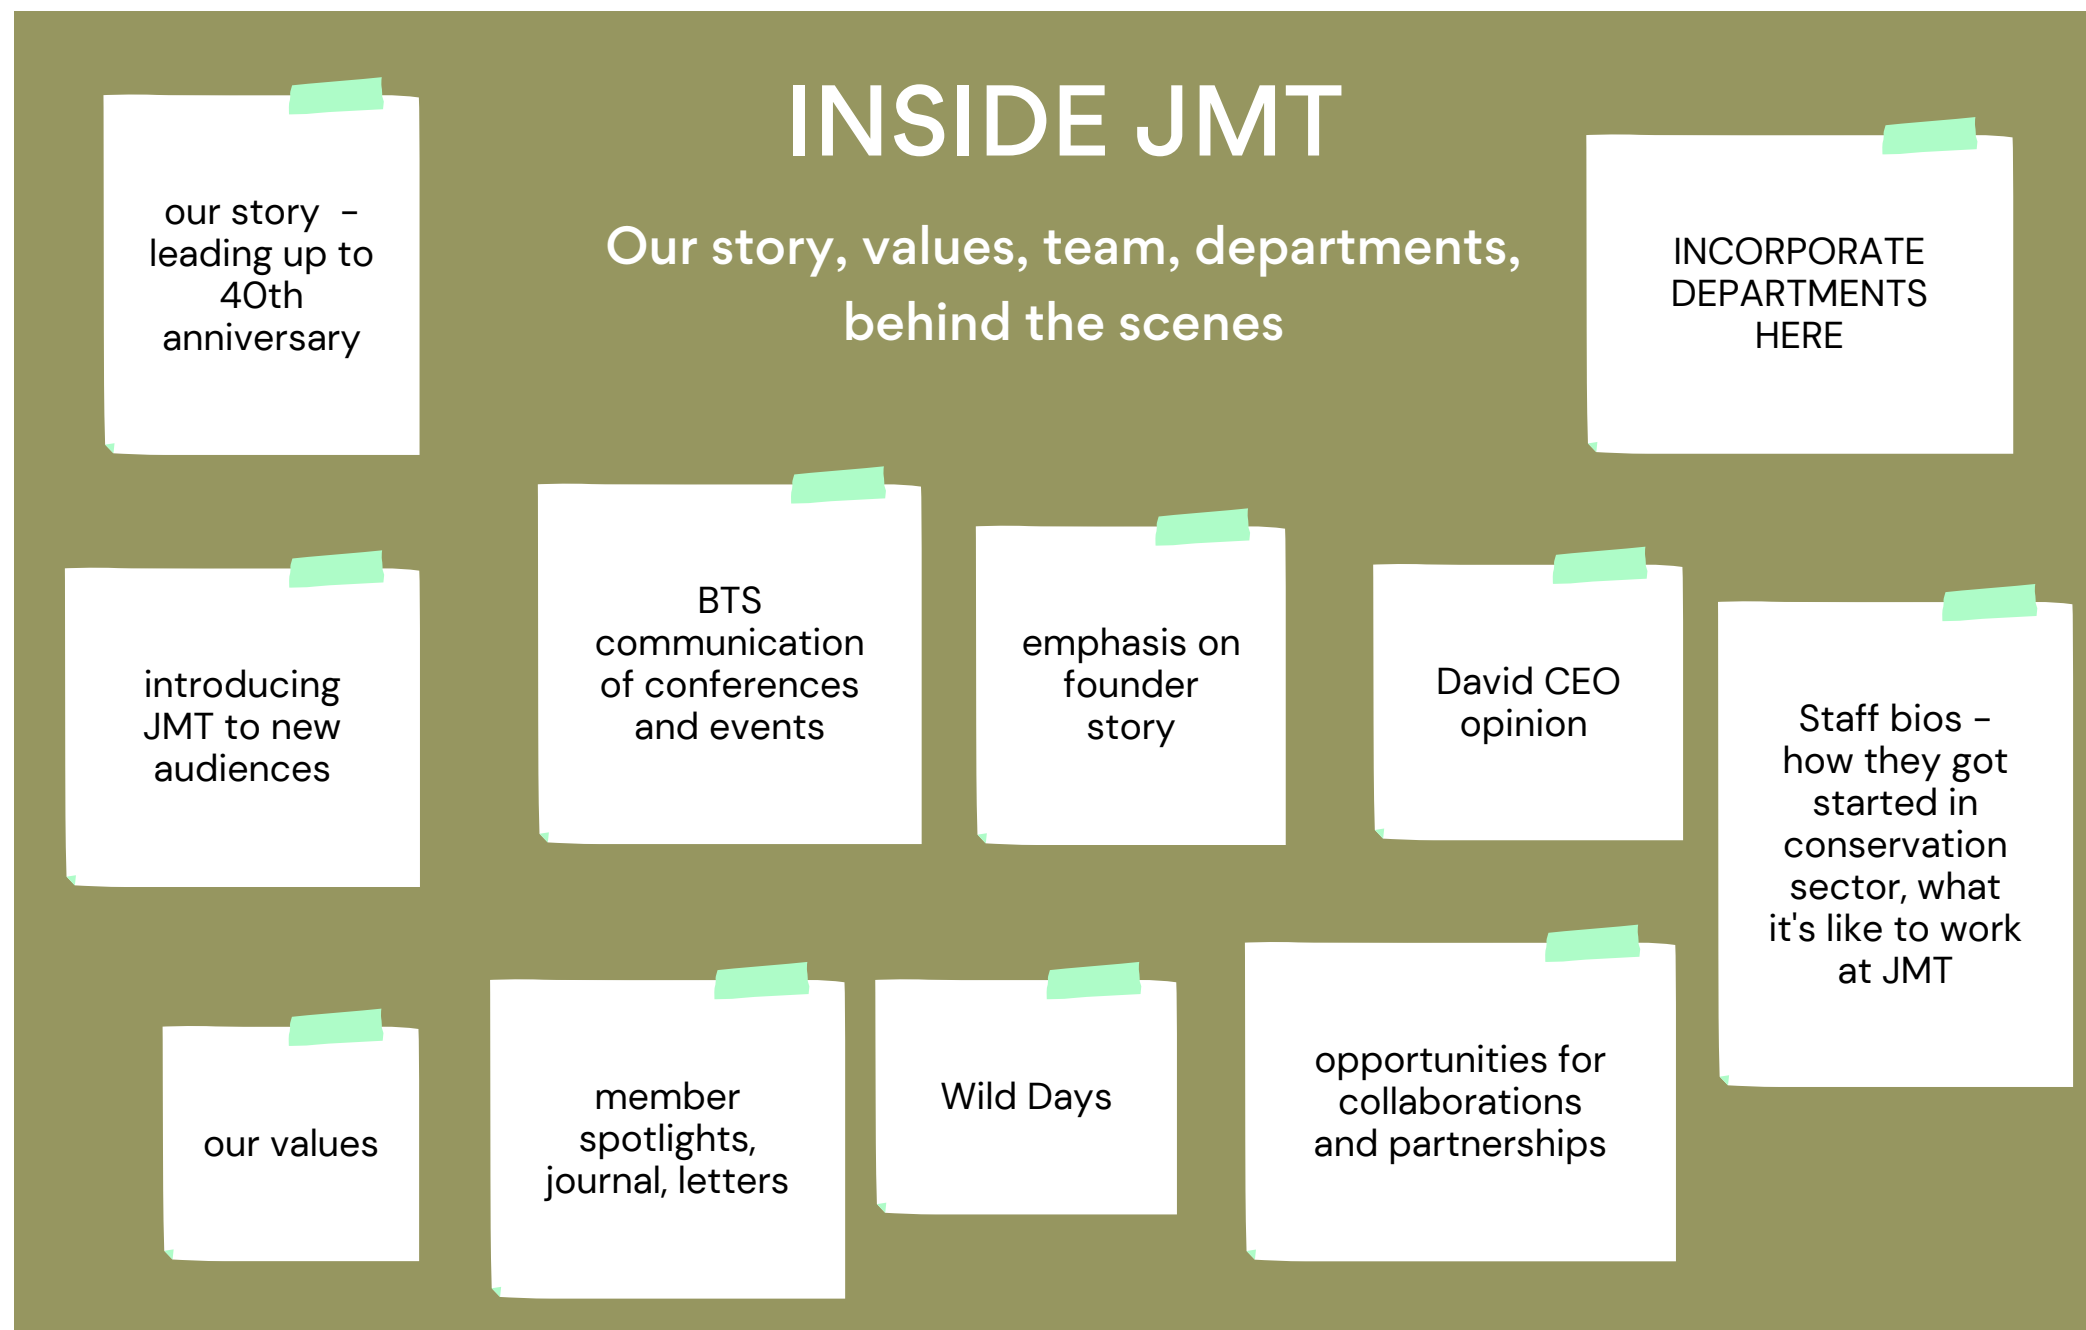 INSIDE JMT
Our story, values, team, departments,
behind the scenes
our story  -
leading up to
40th
anniversary
INCORPORATE
DEPARTMENTS
HERE
introducing
JMT to new
audiences
BTS
communication
of conferences
and events
emphasis on
founder
story
David CEO
opinion
Staff bios -
how they got
started in
conservation
sector, what
it's like to work
at JMT
our values
member
spotlights,
journal, letters
Wild Days
opportunities for
collaborations
and partnerships